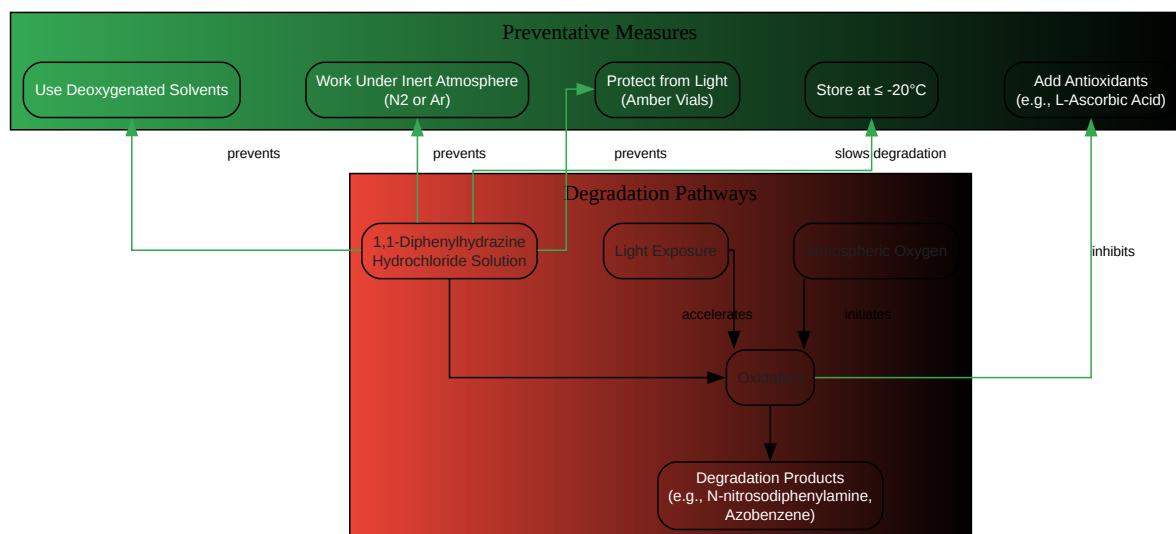 Preventative Measures
Use Deoxygenated Solvents
Work Under Inert Atmosphere
(N2 or Ar)
Protect from Light
(Amber Vials)
Store at ≤ -20°C
Add Antioxidants
(e.g., L-Ascorbic Acid)
prevents
prevents
prevents
slows degradation
Degradation Pathways
1,1-Diphenylhydrazine
Hydrochloride Solution
Light Exposure
Atmospheric Oxygen
inhibits
accelerates
initiates
Oxidation
Degradation Products
(e.g., N-nitrosodiphenylamine,
Azobenzene)